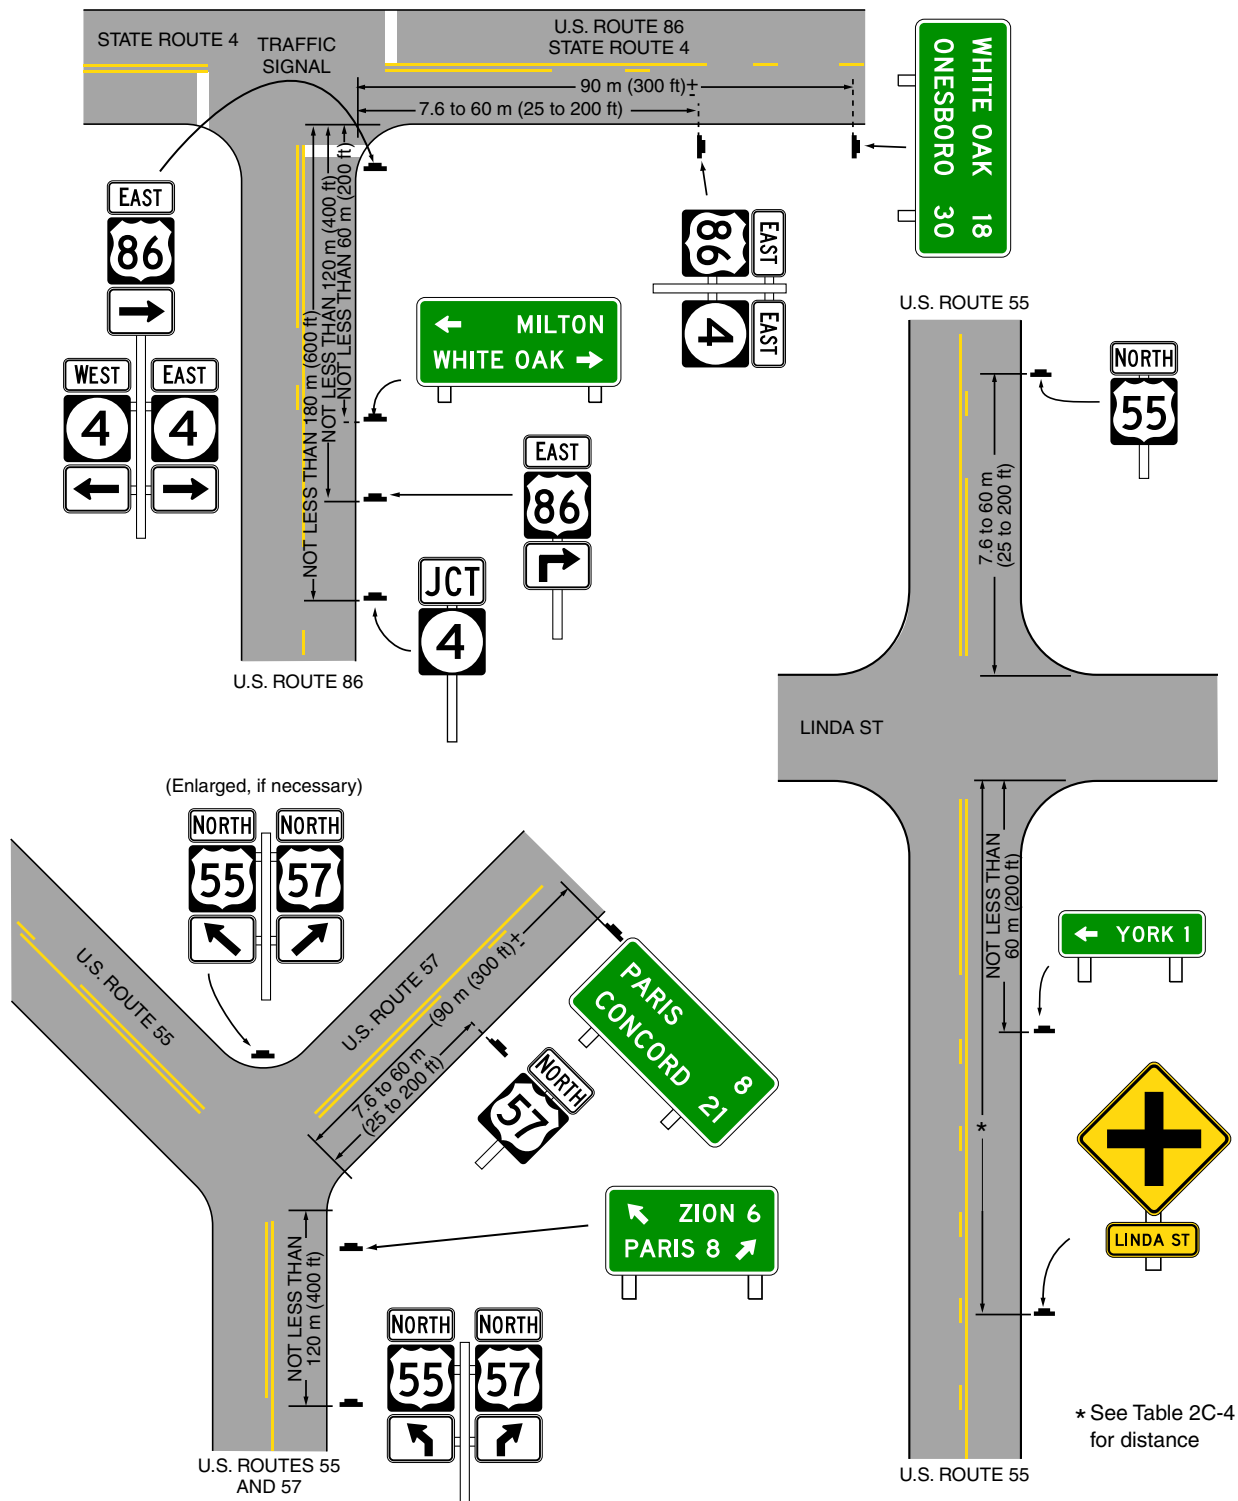 STATE ROUTE 4
TRAFFIC
SIGNAL
U.S. ROUTE 86
STATE ROUTE 4
90 m (300 ft)±
7.6 to 60 m (25 to 200 ft)
WHITE OAK 18
ONESBORO 30
NOT LESS THAN 180 m (600 ft)
NOT LESS THAN 120 m (400 ft)
NOT LESS THAN 60 m (200 ft)
EAST
86
WEST
EAST
4
4
EAST
86
EAST
4
MILTON
WHITE OAK
EAST
86
JCT
4
U.S. ROUTE 86
U.S. ROUTE 55
NORTH
55
7.6 to 60 m
(25 to 200 ft)
LINDA ST
NOT LESS THAN
60 m (200 ft)
YORK 1
*
LINDA ST
* See Table 2C-4
for distance
U.S. ROUTE 55
(Enlarged, if necessary)
NORTH
NORTH
55
57
U.S. ROUTE 55
U.S. ROUTE 57
(90 m (300 ft)±
7.6 to 60 m
(25 to 200 ft)
PARIS 8
CONCORD 21
NORTH
57
ZION 6
PARIS 8
NOT LESS THAN
120 m (400 ft)
NORTH
NORTH
55
57
U.S. ROUTES 55
AND 57